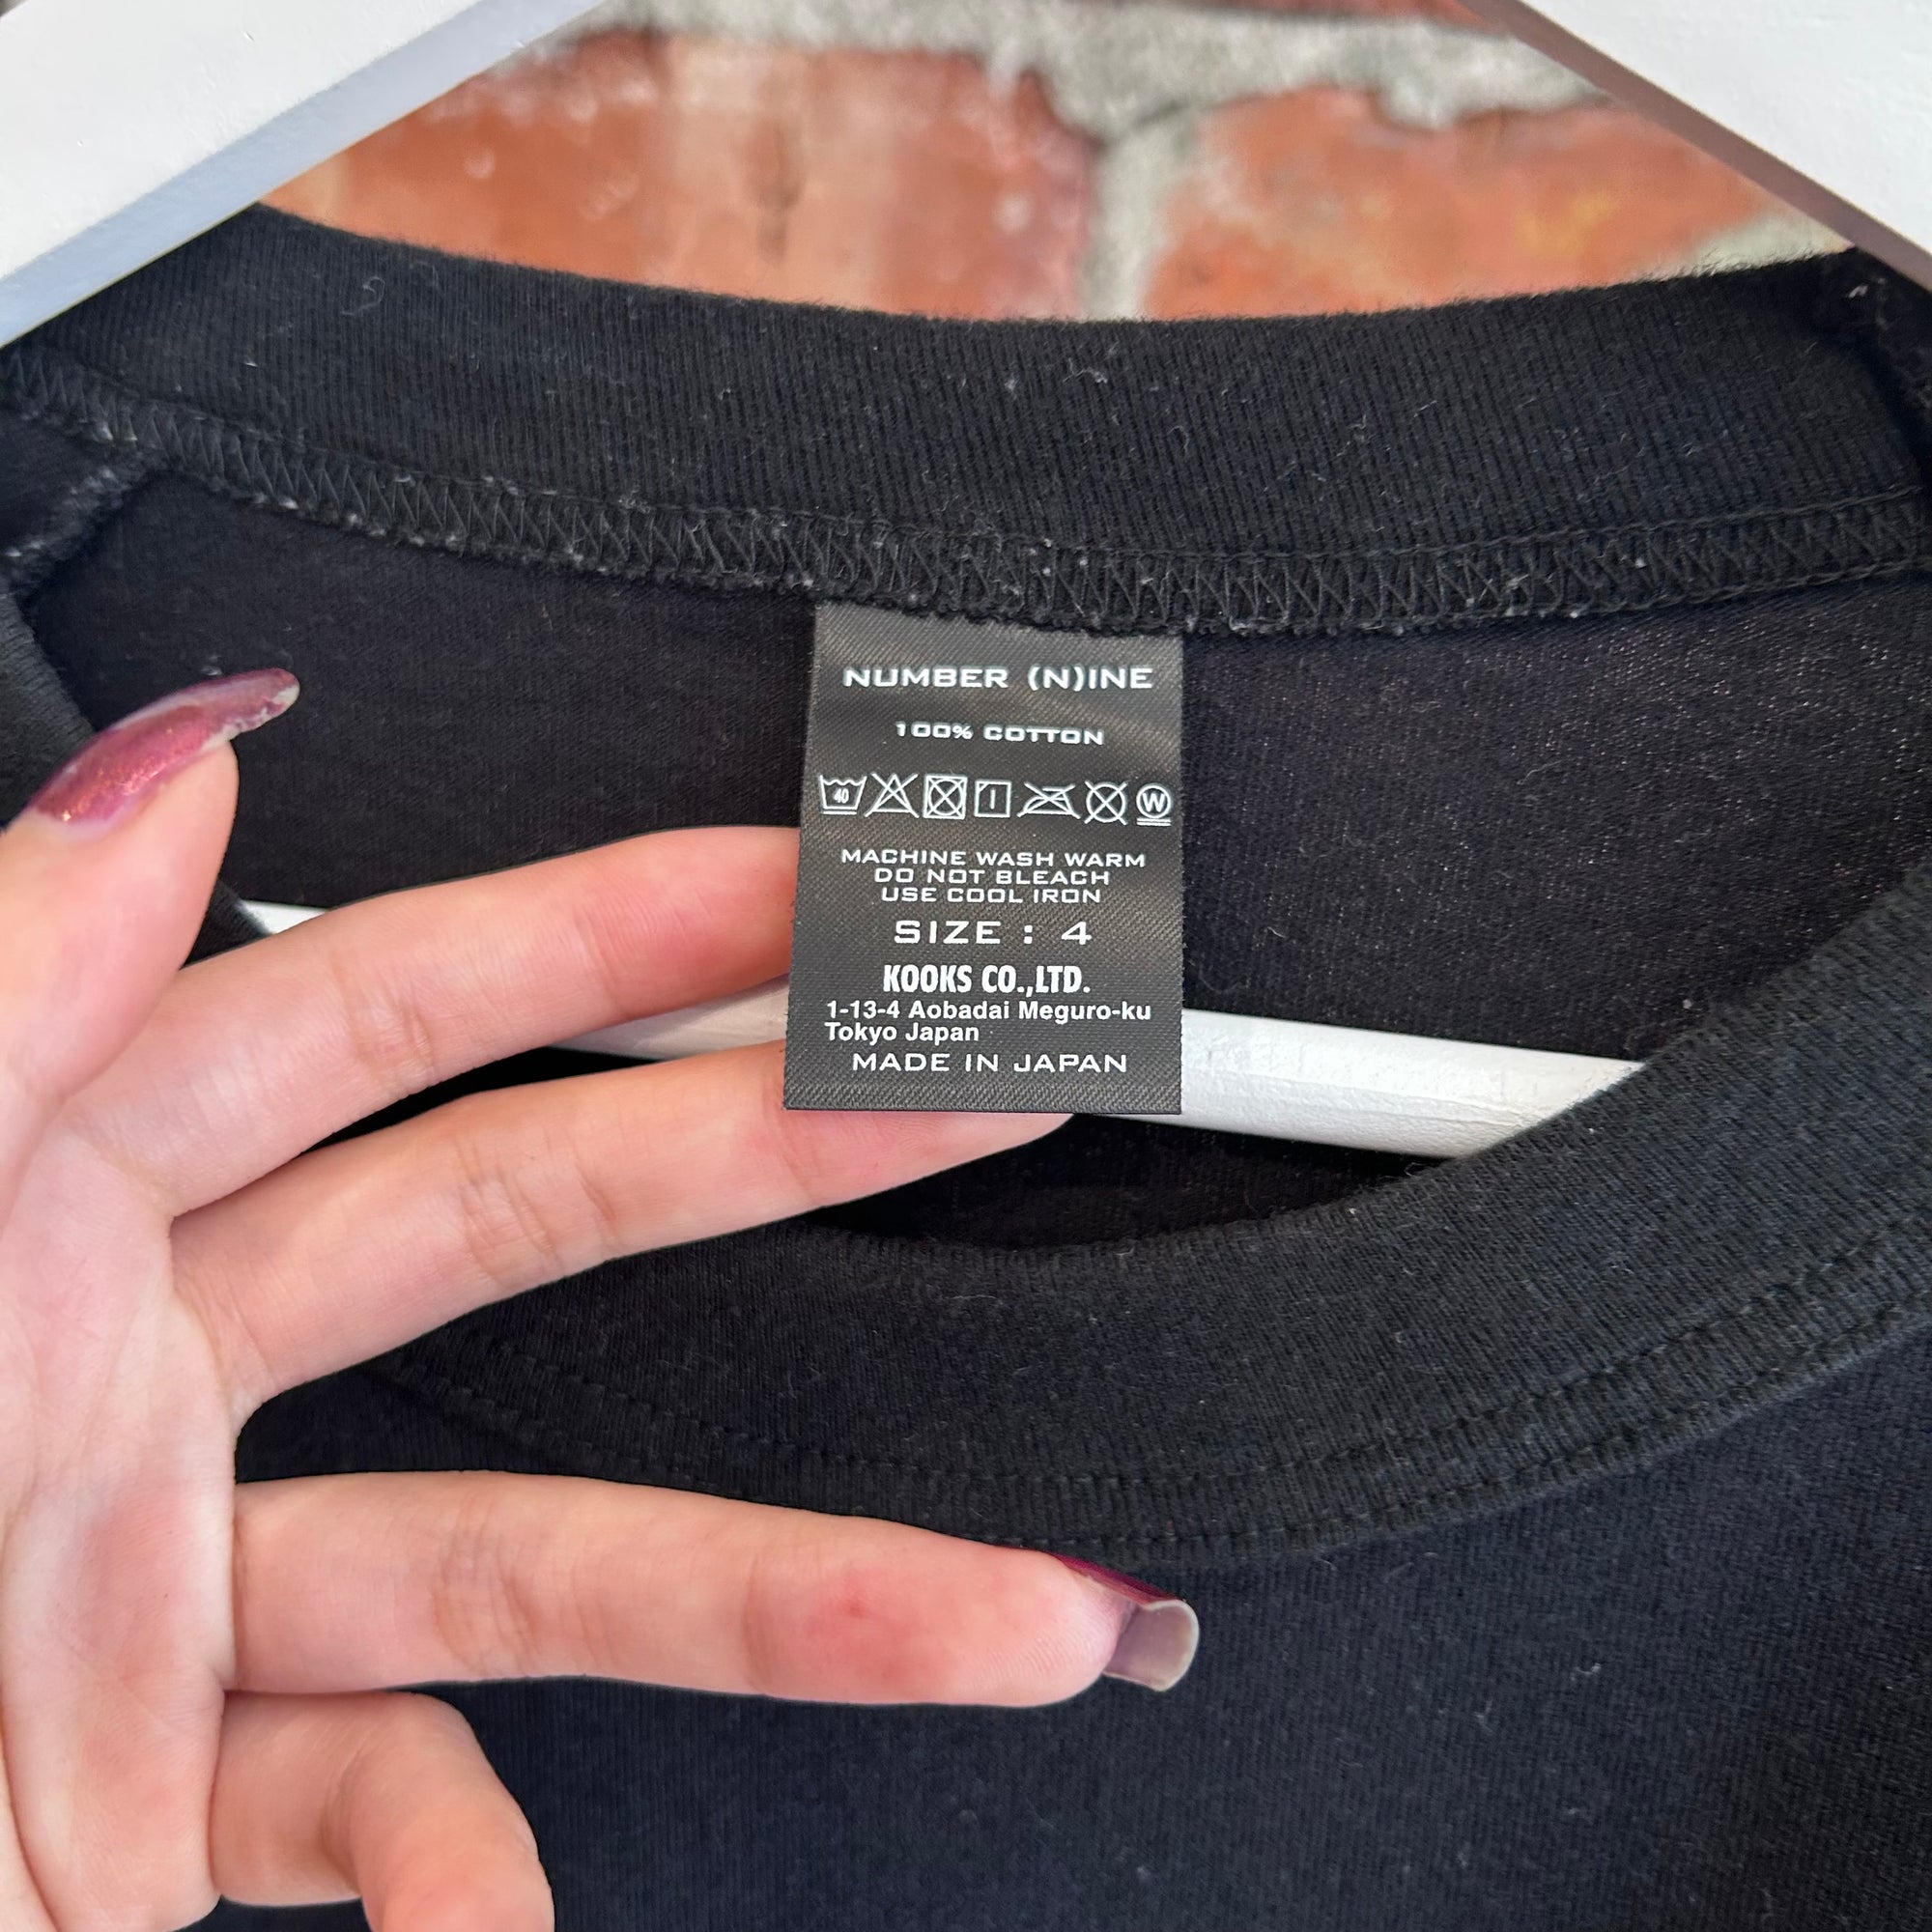 NUMBER (N)INE
100% COTTON
40 W
MACHINE WASH WARM
DO NOT BLEACH
USE COOL IRON
SIZE : 4
KOOKS CO.,LTD.
1-13-4 Aobadai Meguro-ku
Tokyo Japan
MADE IN JAPAN